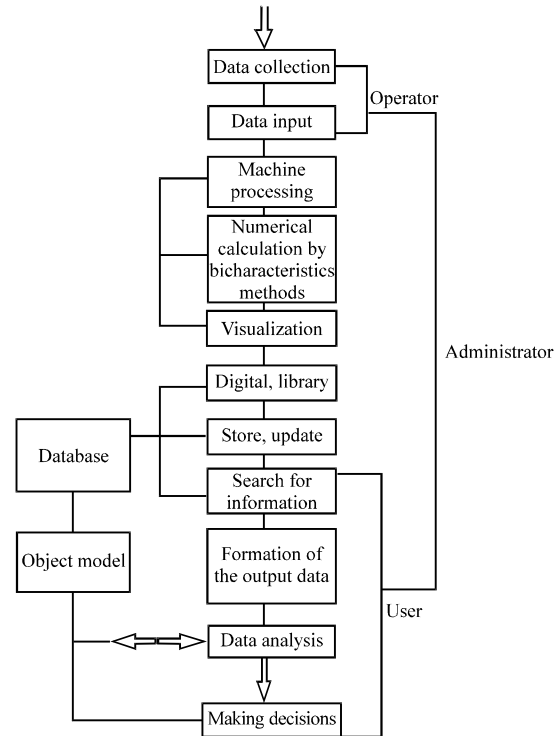 Data collection
Operator
Data input
Machine
processing
Numerical
calculation by
bicharacteristics
methods
Visualization
Administrator
Digital, library
Store, update
Database
Search for
information
Object model
Formation of
the output data
User
Data analysis
Making decisions